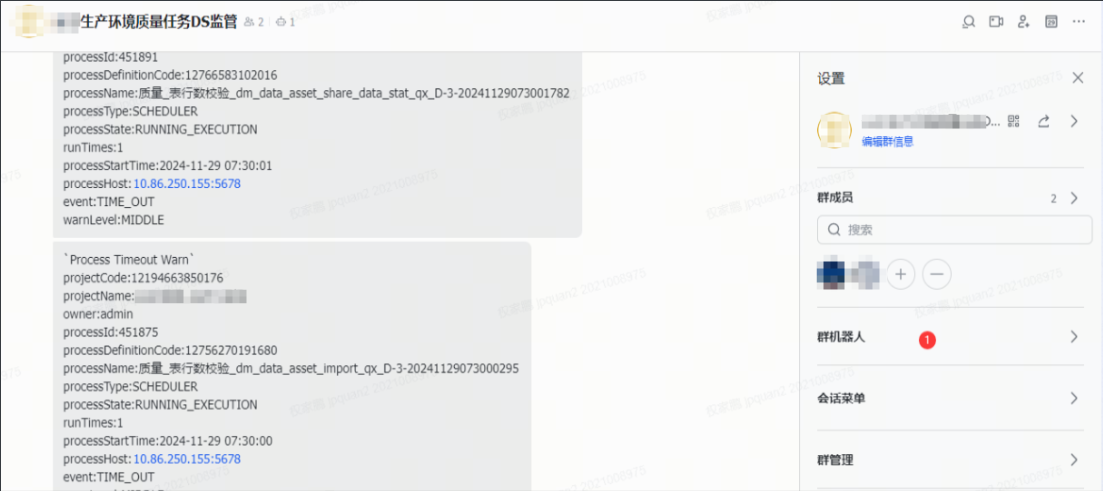 生产环境质量任务DS监管 2 1
processId:451891
processDefinitionCode:12766583102016
processName:质量_表行数校验_dm_data_asset_share_data_stat_qx_D-3-20241129073001782
processType:SCHEDULER
processState:RUNNING_EXECUTION
runTimes:1
processStartTime:2024-11-29 07:30:01
processHost:10.86.250.155:5678
event:TIME_OUT
warnLevel:MIDDLE
`Process Timeout Warn`
projectCode:12194663850176
projectName:
owner:admin
processId:451875
processDefinitionCode:12756270191680
processName:质量_表行数校验_dm_data_asset_import_qx_D-3-20241129073000295
processType:SCHEDULER
processState:RUNNING_EXECUTION
runTimes:1
processStartTime:2024-11-29 07:30:00
processHost:10.86.250.155:5678
event:TIME_OUT
设置
编辑群信息
群成员 2
搜索
群机器人 1
会话菜单
群管理